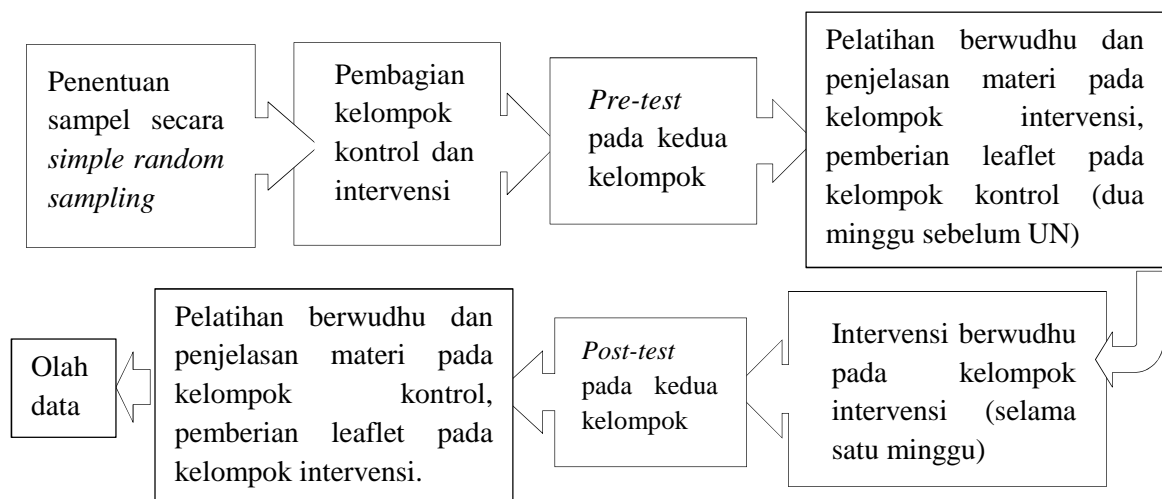 Penentuan
sampel secara
simple random
sampling
Pembagian
kelompok
kontrol dan
intervensi
Pre-test
pada kedua
kelompok
Pelatihan berwudhu dan
penjelasan materi pada
kelompok intervensi,
pemberian leaflet pada
kelompok kontrol (dua
minggu sebelum UN)
Intervensi berwudhu
pada kelompok
intervensi (selama
satu minggu)
Post-test
pada kedua
kelompok
Pelatihan berwudhu dan
penjelasan materi pada
kelompok kontrol,
pemberian leaflet pada
kelompok intervensi.
Olah
data